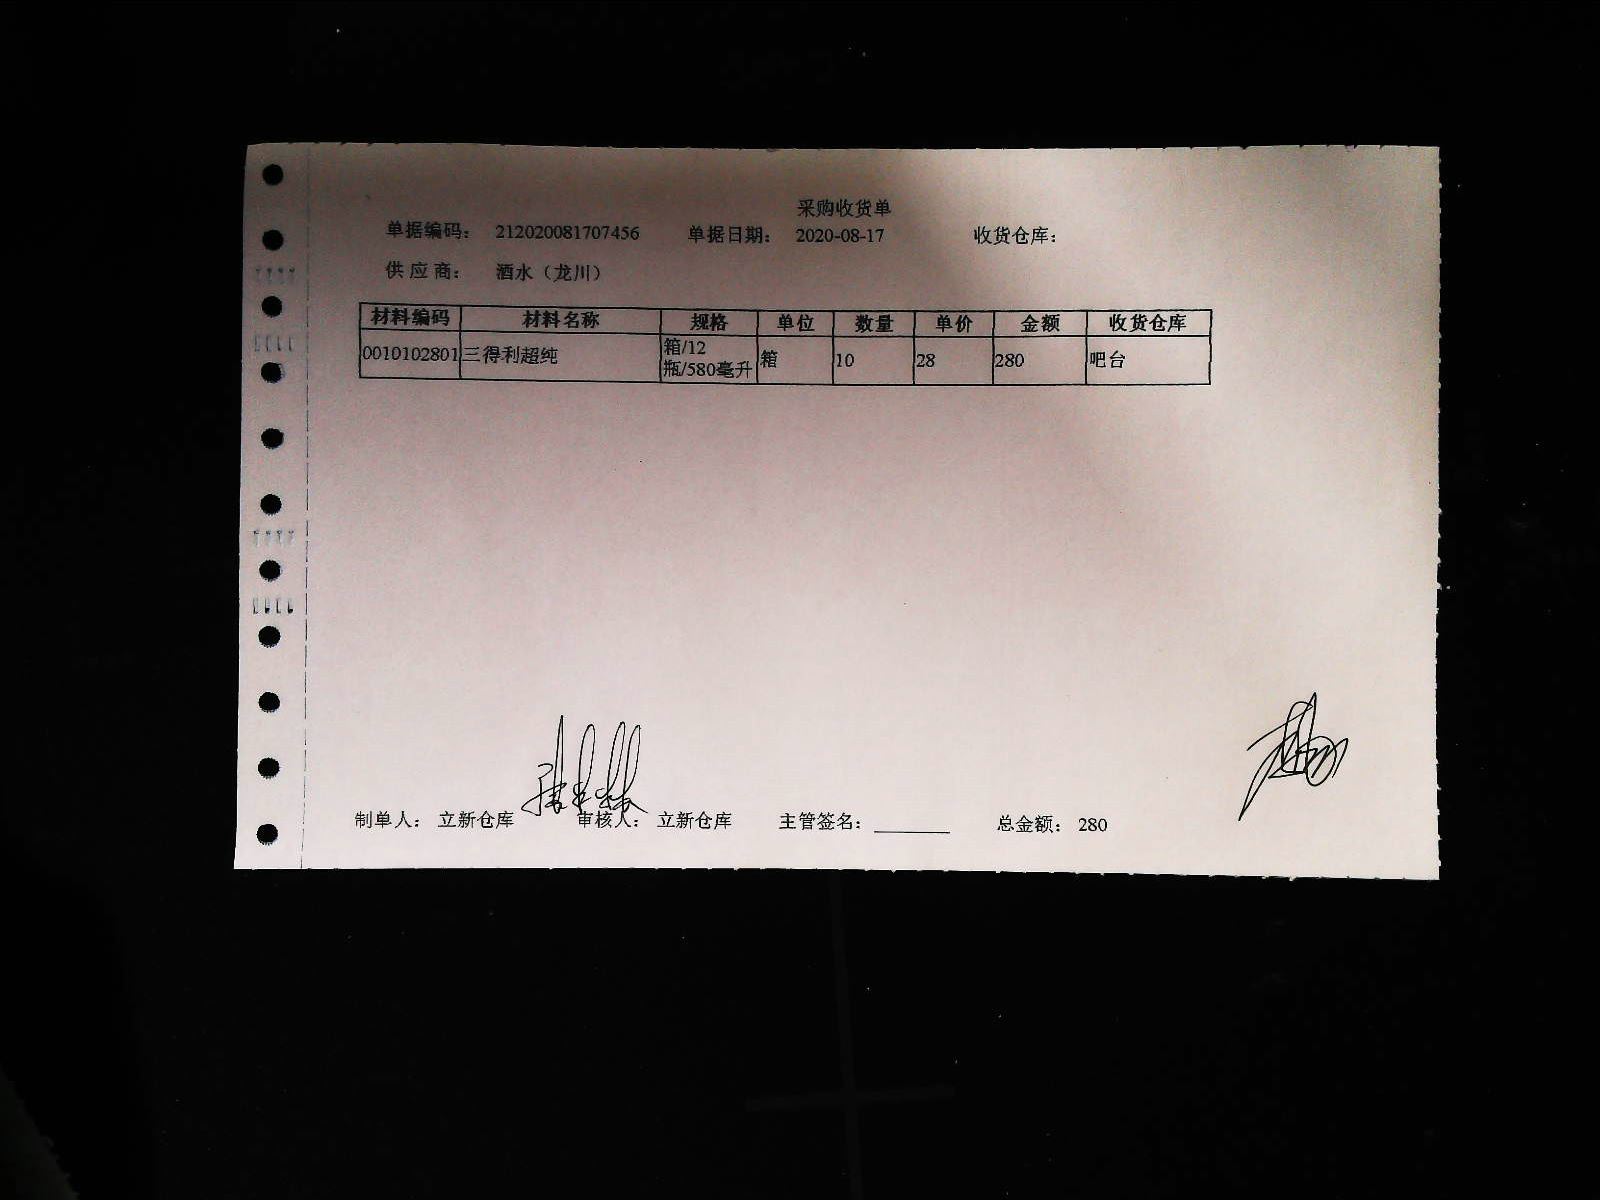 采购收货单
单据编码： 212020081707456 单据日期： 2020-08-17 收货仓库：
供 应 商： 酒水（龙川）
材料编码 材料名称 规格 单位 数量 单价 金额 收货仓库
0010102801 三得利超纯 箱/12 箱 10 28 280 吧台
瓶/580毫升
制单人： 立新仓库 审核人： 立新仓库 主管签名： 总金额： 280